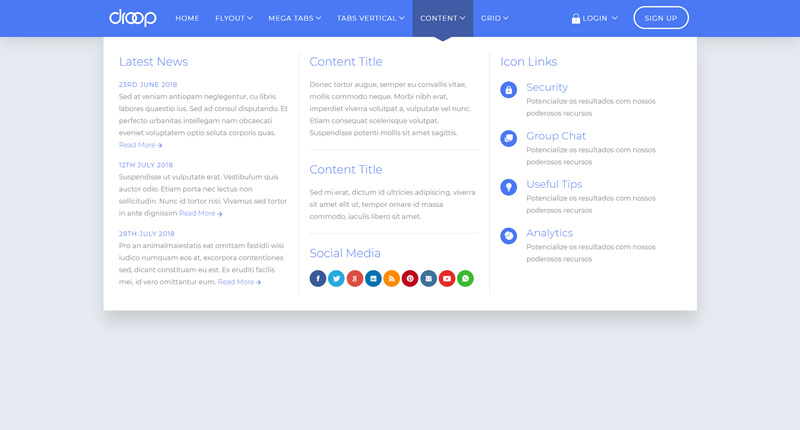 droop
HOME
FLYOUT
MEGA TABS
TABS VERTICAL
CONTENT
GRID
LOGIN
SIGN UP
Latest News
23RD JUNE 2018
Sed at veniam antiopam neglegentur, cu libris
labores quaestio ius. Sed ad consul disputando. Et
perfecto urbanitas intellegam nam obcaecati
eveniet voluptatem optio soluta corporis quas.
Read More
12TH JULY 2018
Suspendisse ut vulputate erat. Vestibulum quis
auctor odio. Etiam porta nec lectus non
sollicitudin. Nunc id tortor nisi. Vivamus sed tortor
in ante dignissim Read More
28TH JULY 2018
Pro an animalmaiestatis eat omittam fastidii wisi
iudico numquam eos at, excorpora contentiones
sed, dicant constituam eu est. Ex eruditi facilis
mei, id vero omittantur eum. Read More
Content Title
Donec tortor augue, semper eu convallis vitae,
mollis commodo neque. Morbi nibh erat,
imperdiet viverra volutpat a, vulputate vel nunc.
Etiam consequat scelerisque volutpat.
Suspendisse potenti mollis sit amet sagittis.
Content Title
Sed mi erat, dictum id ultricies adipiscing, viverra
sit amet elit ut, tempor ornare id massa
commodo, iaculis libero sit amet.
Social Media
Icon Links
Security
Potencialize os resultados com nossos
poderosos recursos
Group Chat
Potencialize os resultados com nossos
poderosos recursos
Useful Tips
Potencialize os resultados com nossos
poderosos recursos
Analytics
Potencialize os resultados com nossos
poderosos recursos